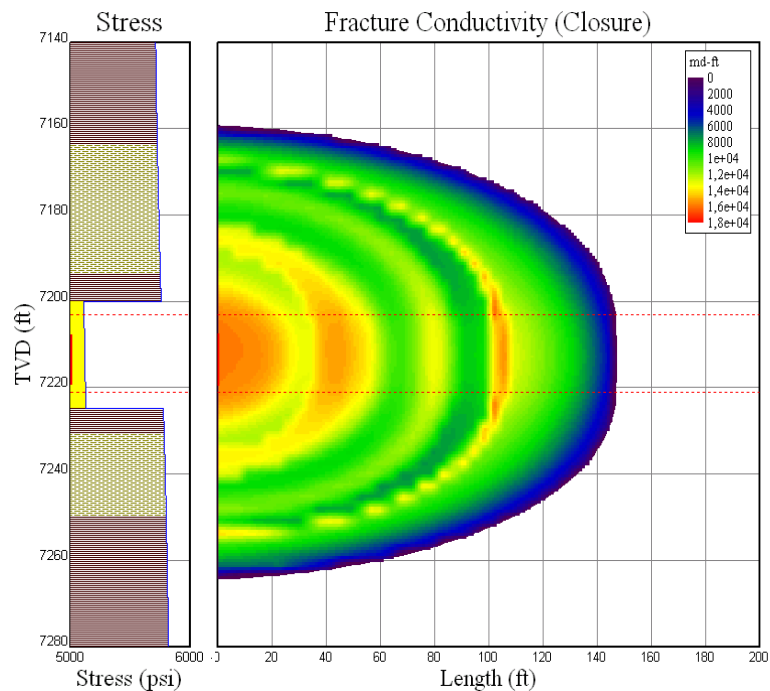 Stress
Fracture Conductivity (Closure)
7140
7160
7180
7200
7220
7240
7260
7280
TVD (ft)
md-ft
0
2000
4000
6000
8000
1e+04
1,2e+04
1,4e+04
1,6e+04
1,8e+04
5000
6000
0
20
40
60
80
100
120
140
160
180
200
Stress (psi)
Length (ft)